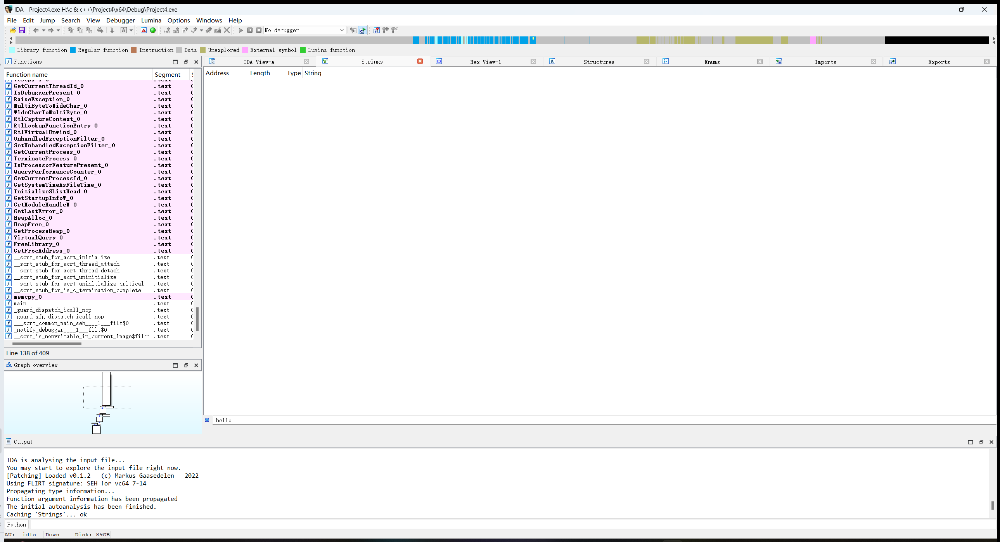 IDA - Project4.exe H:\c & c++\Project4\x64\Debug\Project4.exe
File Edit Jump Search View Debugger Lumina Options Windows Help
No debugger
Library function Regular function Instruction Data Unexplored External symbol Lumina function
Functions
Function name Segment
wcscpy_s_0 .text
GetCurrentThreadId_0 .text
IsDebuggerPresent_0 .text
RaiseException_0 .text
MultiByteToWideChar_0 .text
WideCharToMultiByte_0 .text
RtlCaptureContext_0 .text
RtlLookupFunctionEntry_0 .text
RtlVirtualUnwind_0 .text
UnhandledExceptionFilter_0 .text
SetUnhandledExceptionFilter_0 .text
GetCurrentProcess_0 .text
TerminateProcess_0 .text
IsProcessorFeaturePresent_0 .text
QueryPerformanceCounter_0 .text
GetCurrentProcessId_0 .text
GetSystemTimeAsFileTime_0 .text
InitializeSListHead_0 .text
GetStartupInfoW_0 .text
GetModuleHandleW_0 .text
GetLastError_0 .text
HeapAlloc_0 .text
HeapFree_0 .text
GetProcessHeap_0 .text
VirtualQuery_0 .text
FreeLibrary_0 .text
GetProcAddress_0 .text
__scrt_stub_for_acrt_initialize .text
__scrt_stub_for_acrt_thread_attach .text
__scrt_stub_for_acrt_thread_detach .text
__scrt_stub_for_acrt_uninitialize .text
__scrt_stub_for_acrt_uninitialize_critical .text
__scrt_stub_for_is_c_termination_complete .text
memcpy_0 .text
main .text
_guard_dispatch_icall_nop .text
_guard_xfg_dispatch_icall_nop .text
___scrt_common_main_seh____1___filt$0 .text
_notify_debugger____1___filt$0 .text
__scrt_is_nonwritable_in_current_image$fil… .text
Line 138 of 409
Graph overview
IDA View-A Strings Hex View-1 Structures Enums Imports Exports
Address Length Type String
hello
Output
IDA is analysing the input file...
You may start to explore the input file right now.
[Patching] Loaded v0.1.2 - (c) Markus Gaasedelen - 2022
Using FLIRT signature: SEH for vc64 7-14
Propagating type information...
Function argument information has been propagated
The initial autoanalysis has been finished.
Caching 'Strings'... ok
Python
AU: idle Down Disk: 89GB